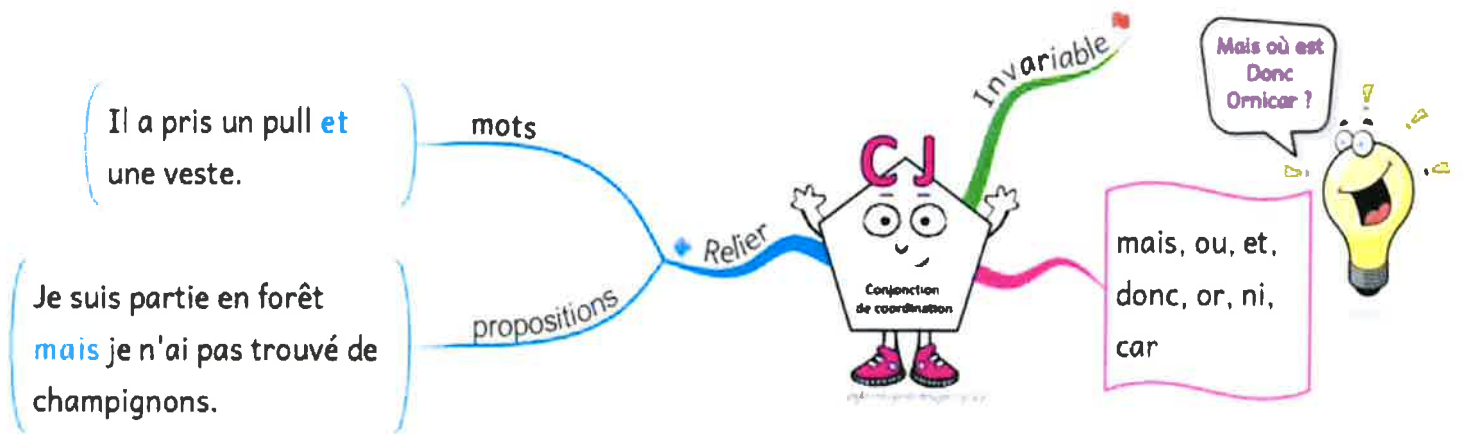 Il a pris un pull et
une veste.
mots
Je suis partie en forêt
mais je n'ai pas trouvé de
champignons.
propositions
Relier
CJ
Conjonction
de coordination
Invariable
Mais où est
Donc
Ornicar ?
mais, ou, et,
donc, or, ni,
car